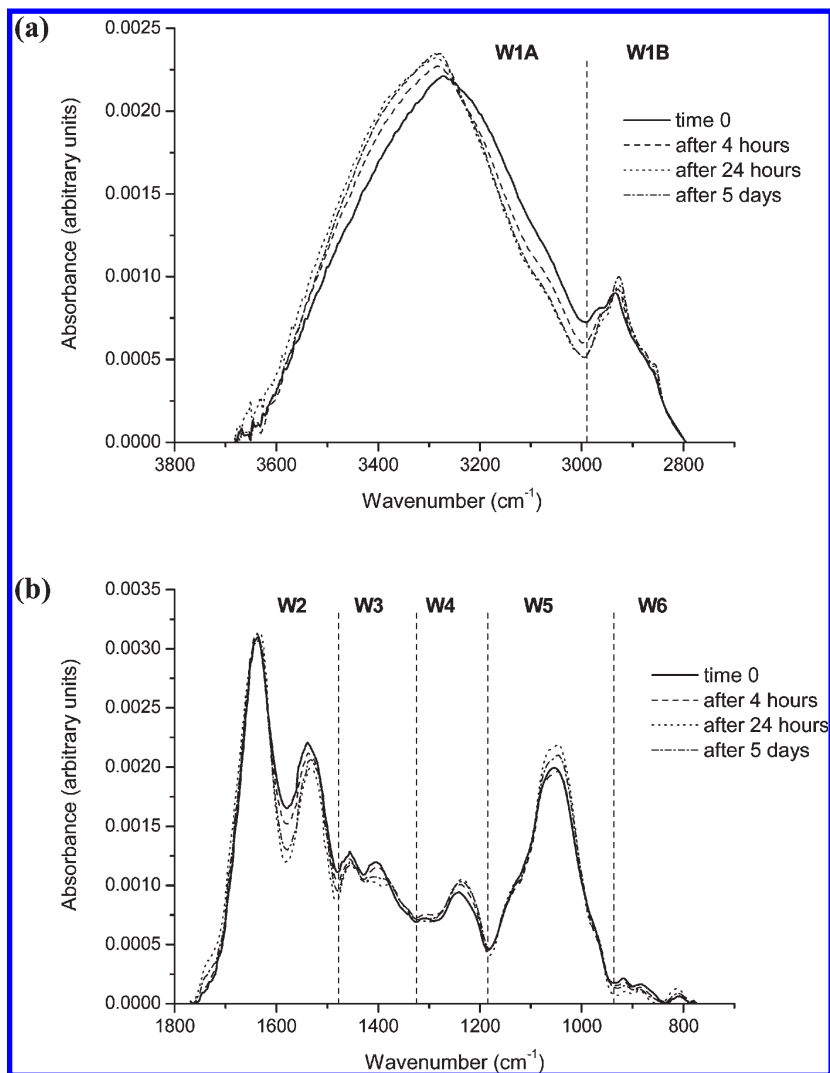 (a)
0.0025
0.0020
0.0015
0.0010
0.0005
0.0000
Absorbance (arbitrary units)
W1A W1B
time 0
after 4 hours
after 24 hours
after 5 days
3800 3600 3400 3200 3000 2800
Wavenumber (cm⁻¹)
(b)
0.0035
0.0030
0.0025
0.0020
0.0015
0.0010
0.0005
0.0000
Absorbance (arbitrary units)
W2 W3 W4 W5 W6
time 0
after 4 hours
after 24 hours
after 5 days
1800 1600 1400 1200 1000 800
Wavenumber (cm⁻¹)